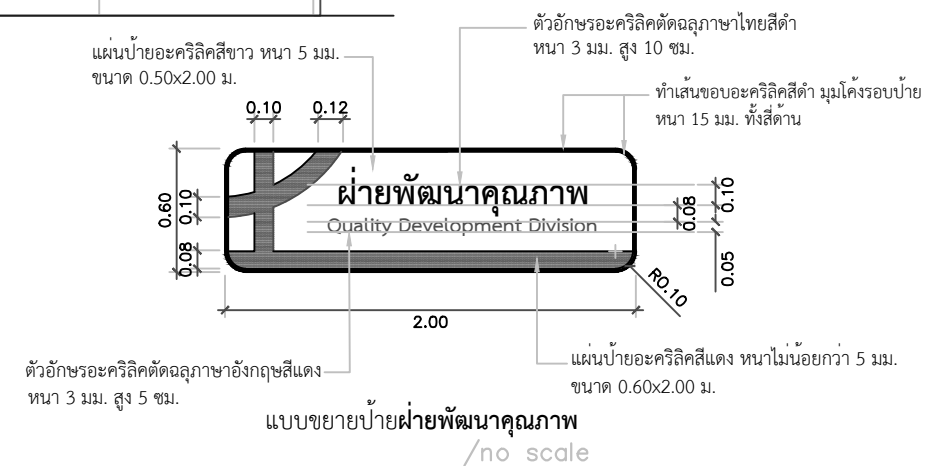 ตัวอักษรอะคริลิคตัดฉลุภาษาไทยสีดำ
หนา 3 มม. สูง 10 ซม.
แผ่นป้ายอะคริลิคสีขาว หนา 5 มม.
ขนาด 0.50x2.00 ม.
ทำเส้นขอบอะคริลิคสีดำ มุมโค้งรอบป้าย
หนา 15 มม. ทั้งสี่ด้าน
0.10 0.12
0.60
0.10
0.08
ฝ่ายพัฒนาคุณภาพ
Quality Development Division
0.08
0.10
0.05
R0.10
2.00
ตัวอักษรอะคริลิคตัดฉลุภาษาอังกฤษสีแดง
หนา 3 มม. สูง 5 ซม.
แผ่นป้ายอะคริลิคสีแดง หนาไม่น้อยกว่า 5 มม.
ขนาด 0.60x2.00 ม.
แบบขยายป้ายฝ่ายพัฒนาคุณภาพ
/no scale